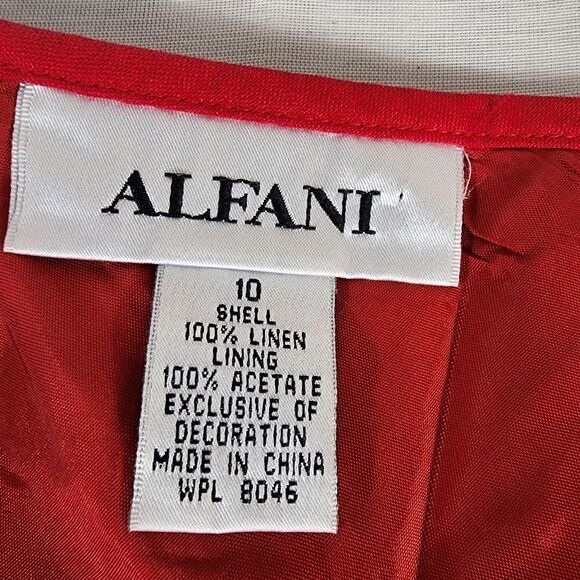 ALFANI
10
SHELL
100% LINEN
LINING
100% ACETATE
EXCLUSIVE OF
DECORATION
MADE IN CHINA
WPL 8046